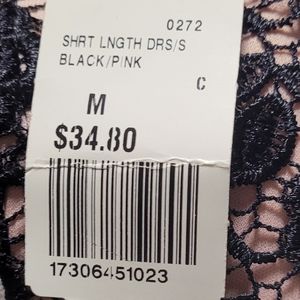 0272
SHRT LNGTH DRS/S
BLACK/PINK
C
M
$34.80
17306451023